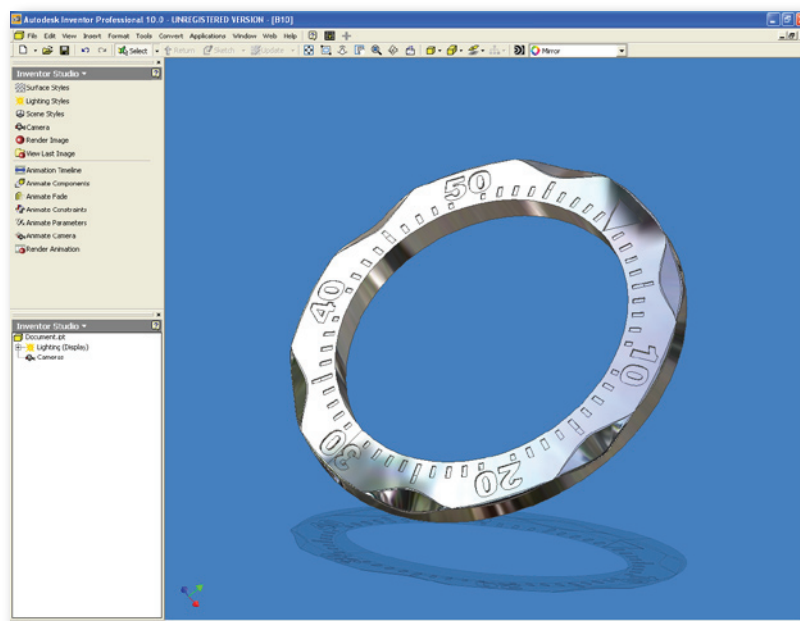 Autodesk Inventor Professional 10.0 - UNREGISTERED VERSION - [B10]
File Edit View Insert Format Tools Convert Applications Window Web Help
Select Return Sketch Update Mirror
Inventor Studio
Surface Styles
Lighting Styles
Scene Styles
Camera
Render Image
View Last Image
Animation Timeline
Animate Components
Animate Fade
Animate Constraints
Animate Parameters
Animate Camera
Render Animation
Inventor Studio
Document.ipt
Lighting (Display)
Cameras
50
40
10
30
20